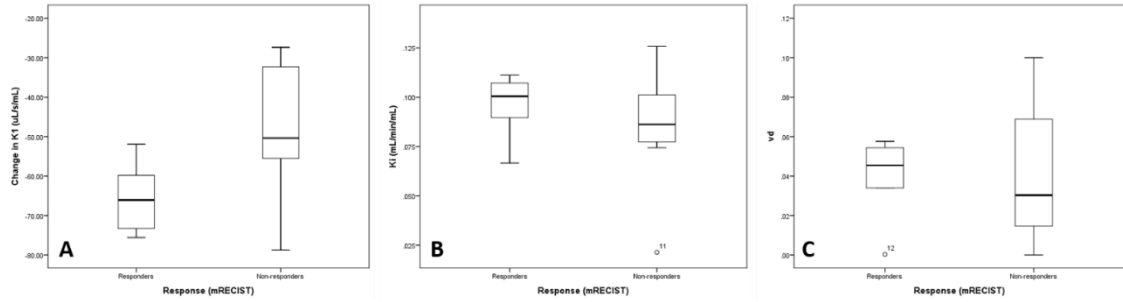 -20.00
-30.00
-40.00
-50.00
-60.00
-70.00
-80.00
Change in K1 (uL/s/mL)
A
Responders
Non-responders
Response (mRECIST)
.125
.100
.075
.050
.025
Ki (mL/min/mL)
B
11
Responders
Non-responders
Response (mRECIST)
.12
.10
.08
.06
.04
.02
.00
vd
C
12
Responders
Non-responders
Response (mRECIST)